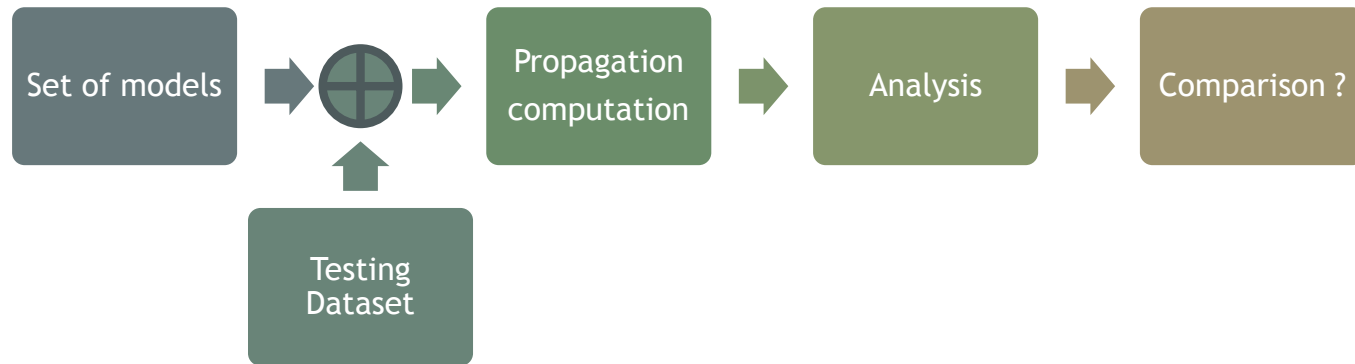 Set of models
Propagation
computation
Analysis
Comparison ?
Testing
Dataset